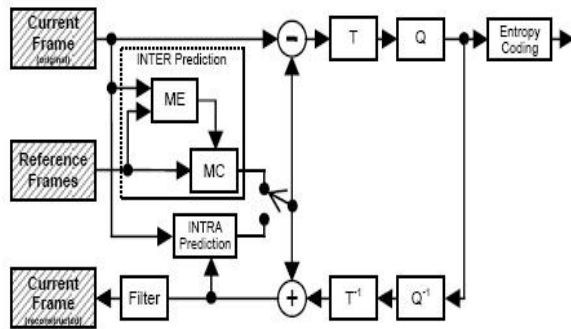 Current
Frame
(original)
INTER Prediction
ME
MC
Reference
Frames
INTRA
Prediction
Current
Frame
(reconstructed)
Filter
−
T
Q
Entropy
Coding
+
T⁻¹
Q⁻¹